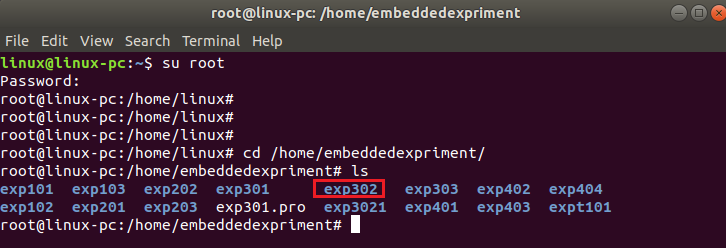 root@linux-pc: /home/embeddedexpriment
File Edit View Search Terminal Help
linux@linux-pc:~$ su root
Password:
root@linux-pc:/home/linux#
root@linux-pc:/home/linux#
root@linux-pc:/home/linux#
root@linux-pc:/home/linux# cd /home/embeddedexpriment/
root@linux-pc:/home/embeddedexpriment# ls
exp101 exp103 exp202 exp301 exp302 exp303 exp402 exp404
exp102 exp201 exp203 exp301.pro exp3021 exp401 exp403 expt101
root@linux-pc:/home/embeddedexpriment#